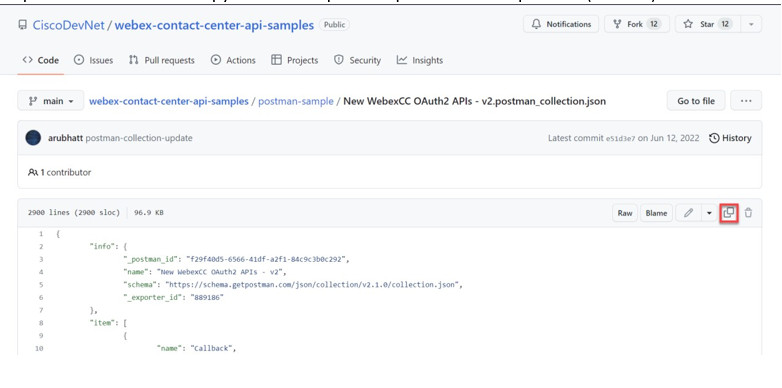 CiscoDevNet / webex-contact-center-api-samples Public Notifications Fork 12 Star 12
Code Issues Pull requests Actions Projects Security Insights
main webex-contact-center-api-samples / postman-sample / New WebexCC OAuth2 APIs - v2.postman_collection.json Go to file ...
arubhatt postman-collection-update Latest commit e51d3e7 on Jun 12, 2022 History
1 contributor
2900 lines (2900 sloc) 96.9 KB Raw Blame
1 {
2 "info": {
3 "_postman_id": "f29f40d5-6566-41df-a2f1-84c9c3b0c292",
4 "name": "New WebexCC OAuth2 APIs - v2",
5 "schema": "https://schema.getpostman.com/json/collection/v2.1.0/collection.json",
6 "_exporter_id": "889186"
7 },
8 "item": [
9 {
10 "name": "Callback",